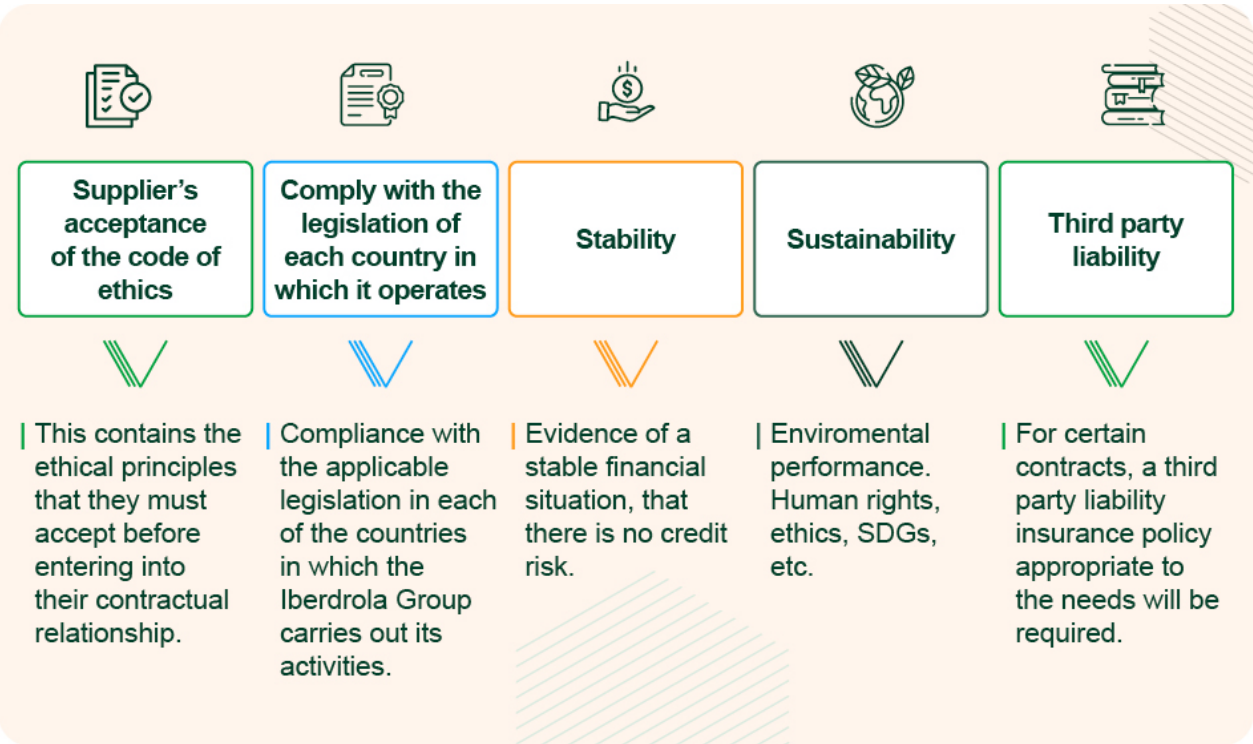 Supplier's
acceptance
of the code of
ethics
Comply with the
legislation of
each country in
which it operates
Stability
Sustainability
Third party
liability
This contains the
ethical principles
that they must
accept before
entering into
their contractual
relationship.
Compliance with
the applicable
legislation in each
of the countries
in which the
Iberdrola Group
carries out its
activities.
Evidence of a
stable financial
situation, that
there is no credit
risk.
Enviromental
performance.
Human rights,
ethics, SDGs,
etc.
For certain
contracts, a third
party liability
insurance policy
appropriate to
the needs will be
required.